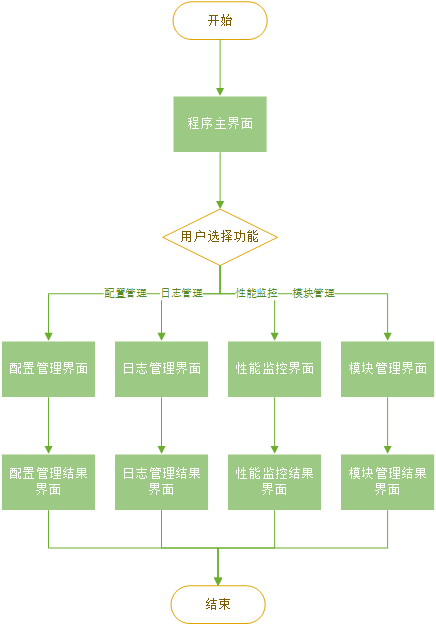 开始
程序主界面
用户选择功能
配置管理
日志管理
性能监控
模块管理
配置管理界面
日志管理界面
性能监控界面
模块管理界面
配置管理结果
界面
日志管理结果
界面
性能监控结果
界面
模块管理结果
界面
结束